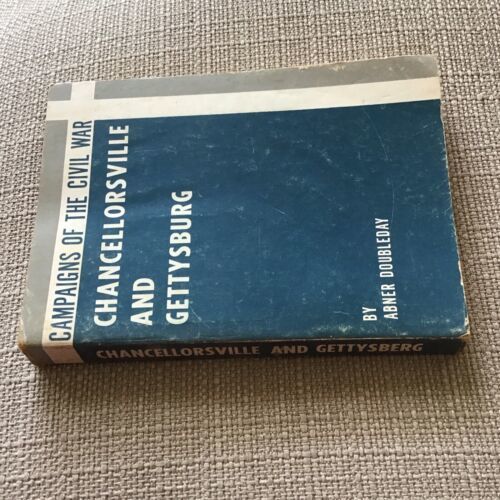 CAMPAIGNS OF THE CIVIL WAR
CHANCELLORSVILLE
AND
GETTYSBURG
BY
ABNER DOUBLEDAY
CHANCELLORSVILLE AND GETTYSBERG